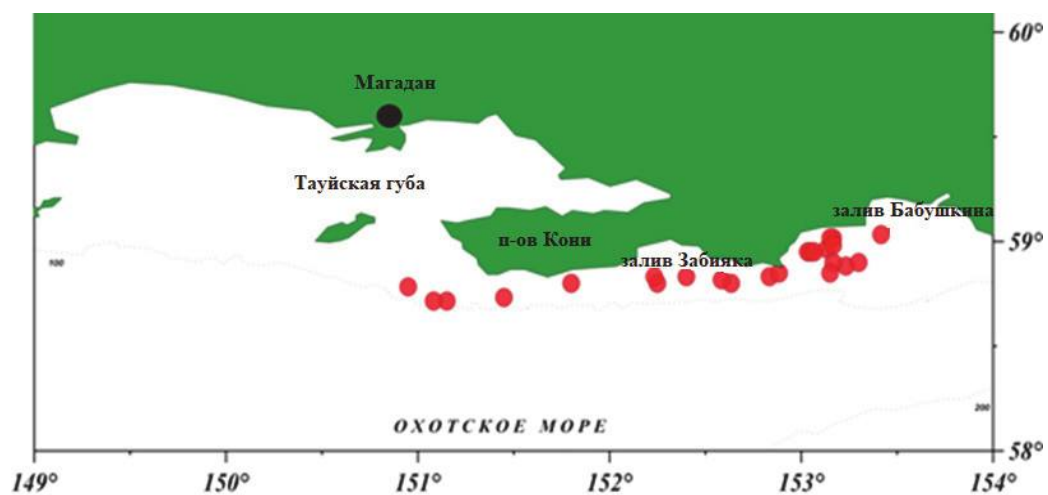 60°
Магадан
Тауйская губа
залив Бабушкина
п-ов Кони
59°
залив Забияка
100
200
ОХОТСКОЕ МОРЕ
58°
149°
150°
151°
152°
153°
154°